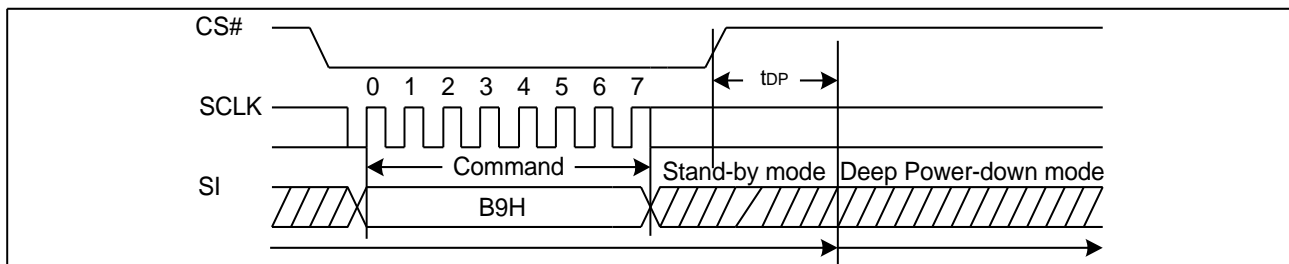 CS#
tDP
0 1 2 3 4 5 6 7
SCLK
Command
Stand-by mode Deep Power-down mode
SI
B9H